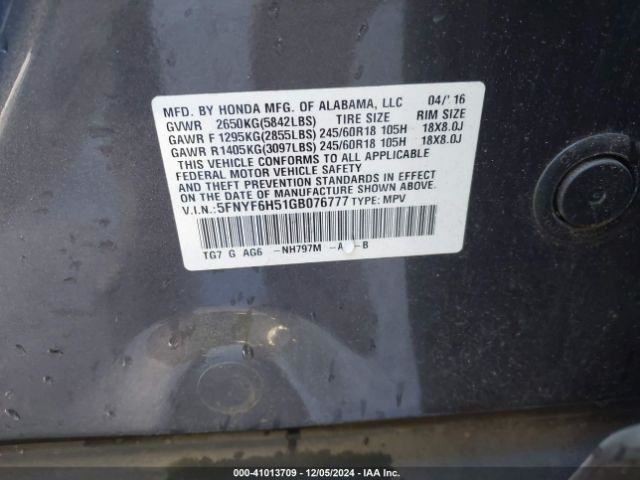 MFD. BY HONDA MFG. OF ALABAMA, LLC 04/'16
GVWR 2650KG(5842LBS) TIRE SIZE RIM SIZE
GAWR F 1295KG(2855LBS) 245/60R18 105H 18X8.0J
GAWR R 1405KG(3097LBS) 245/60R18 105H 18X8.0J
THIS VEHICLE CONFORMS TO ALL APPLICABLE
FEDERAL MOTOR VEHICLE SAFETY
AND THEFT PREVENTION STANDARDS IN EFFECT
ON THE DATE OF MANUFACTURE SHOWN ABOVE.
V.I.N.: 5FNYF6H51GB076777 TYPE: MPV
TG7 G AG6 -NH797M -A -B
000-41013709 - 12/05/2024 - IAA Inc.